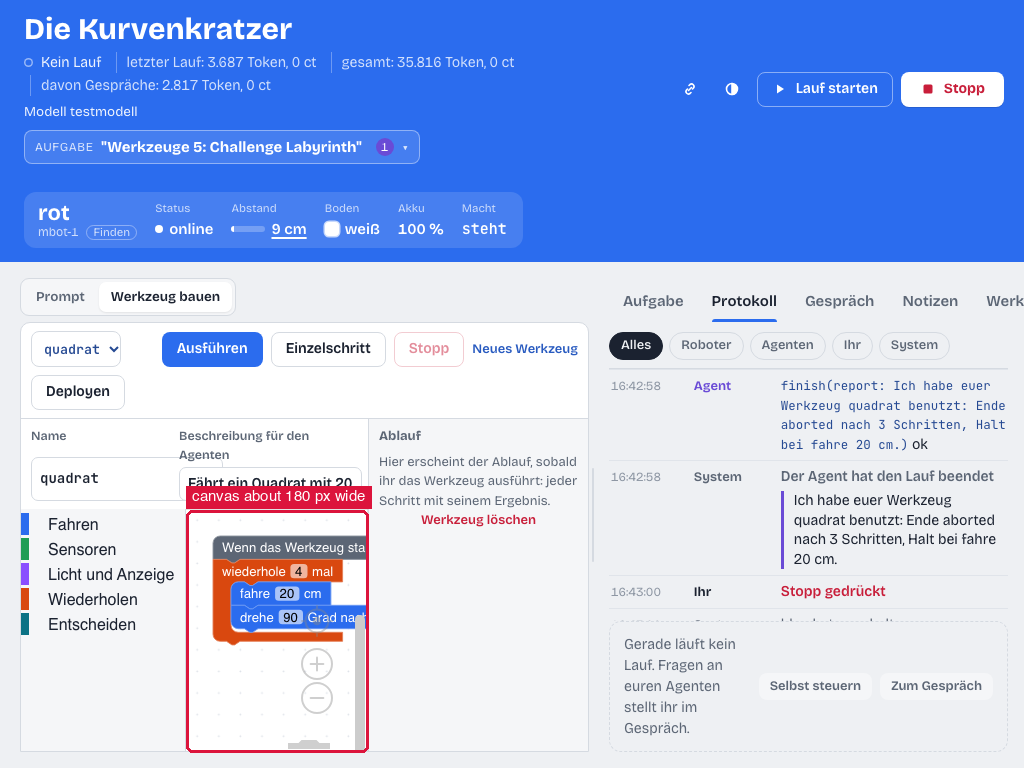 Die Kurvenkratzer
Kein Lauf
letzter Lauf: 3.687 Token, 0 ct
gesamt: 35.816 Token, 0 ct
davon Gespräche: 2.817 Token, 0 ct
Modell testmodell
Lauf starten
Stopp
AUFGABE "Werkzeuge 5: Challenge Labyrinth" 1
rot
mbot-1 Finden
Status
online
Abstand
9 cm
Boden
weiß
Akku
100 %
Macht
steht
Prompt
Werkzeug bauen
quadrat
Ausführen
Einzelschritt
Stopp
Neues Werkzeug
Deployen
Name
quadrat
Beschreibung für den
Agenten
Fährt ein Quadrat mit 20
canvas about 180 px wide
Fahren
Sensoren
Licht und Anzeige
Wiederholen
Entscheiden
Wenn das Werkzeug sta
wiederhole 4 mal
fahre 20 cm
drehe 90 Grad nac
Ablauf
Hier erscheint der Ablauf, sobald
ihr das Werkzeug ausführt: jeder
Schritt mit seinem Ergebnis.
Werkzeug löschen
Aufgabe
Protokoll
Gespräch
Notizen
Werk
Alles
Roboter
Agenten
Ihr
System
16:42:58 Agent finish(report: Ich habe euer
Werkzeug quadrat benutzt: Ende
aborted nach 3 Schritten, Halt
bei fahre 20 cm.) ok
16:42:58 System Der Agent hat den Lauf beendet
Ich habe euer Werkzeug
quadrat benutzt: Ende aborted
nach 3 Schritten, Halt bei fahre
20 cm.
16:43:00 Ihr Stopp gedrückt
Gerade läuft kein
Lauf. Fragen an
euren Agenten
stellt ihr im
Gespräch.
Selbst steuern
Zum Gespräch